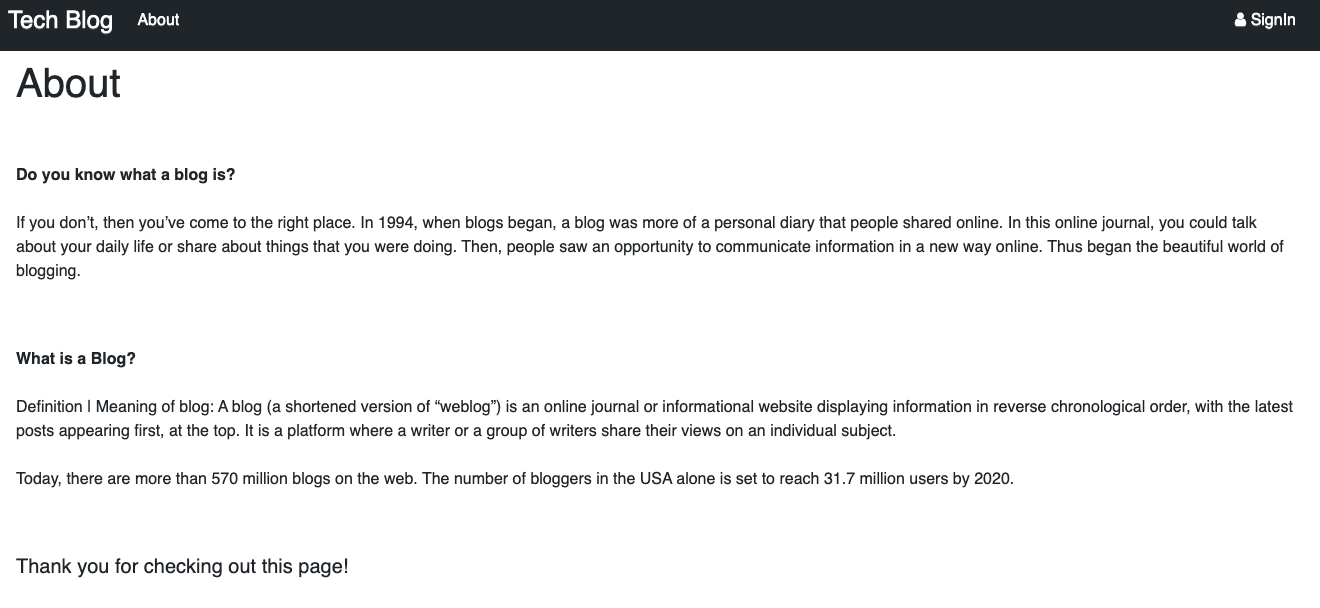 Tech Blog About SignIn
About
Do you know what a blog is?
If you don’t, then you’ve come to the right place. In 1994, when blogs began, a blog was more of a personal diary that people shared online. In this online journal, you could talk
about your daily life or share about things that you were doing. Then, people saw an opportunity to communicate information in a new way online. Thus began the beautiful world of
blogging.
What is a Blog?
Definition | Meaning of blog: A blog (a shortened version of “weblog”) is an online journal or informational website displaying information in reverse chronological order, with the latest
posts appearing first, at the top. It is a platform where a writer or a group of writers share their views on an individual subject.
Today, there are more than 570 million blogs on the web. The number of bloggers in the USA alone is set to reach 31.7 million users by 2020.
Thank you for checking out this page!